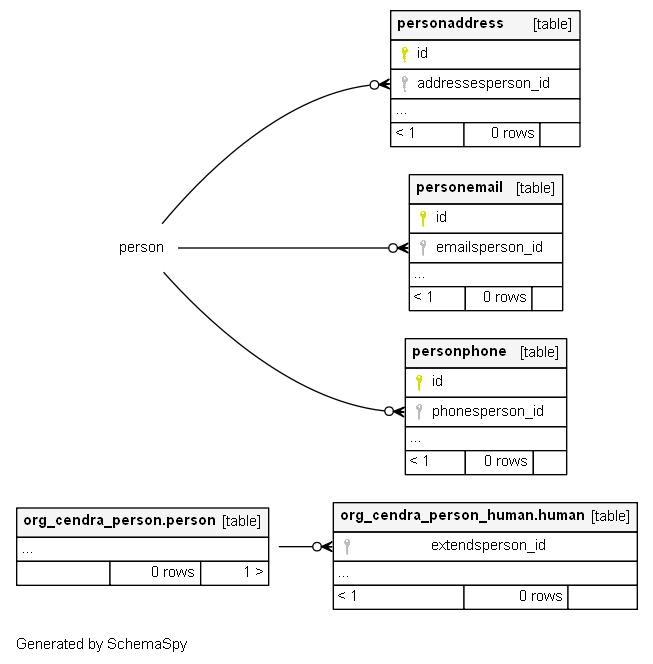 personaddress [table]
id
addressesperson_id
...
< 1 0 rows
personemail [table]
id
person
emailsperson_id
...
< 1 0 rows
personphone [table]
id
phonesperson_id
...
< 1 0 rows
org_cendra_person.person [table]
...
0 rows 1 >
org_cendra_person_human.human [table]
extendsperson_id
...
< 1 0 rows
Generated by SchemaSpy